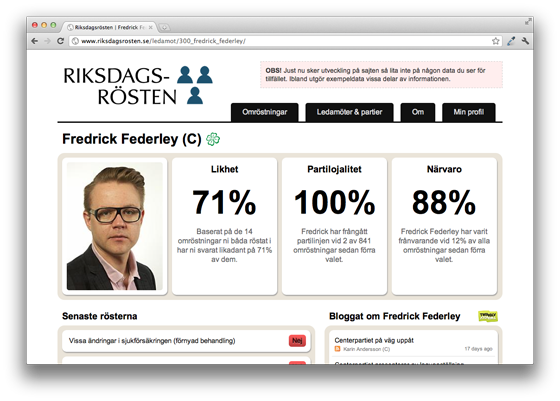 Riksdagsrösten | Fredrick Fe
www.riksdagsrosten.se/ledamot/300_fredrick_federley/
RIKSDAGS-
RÖSTEN
OBS! Just nu sker utveckling på sajten så lita inte på någon data du ser för
tillfället. Ibland utgör exempeldata vissa delar av informationen.
Omröstningar
Ledamöter & partier
Om
Min profil
Fredrick Federley (C)
Likhet
71%
Baserat på de 14
omröstningar ni båda röstat i
har ni svarat likadant på 71%
av dem.
Partilojalitet
100%
Fredrick har frångått
partilinjen vid 2 av 841
omröstningar sedan förra
valet.
Närvaro
88%
Fredrick Federley har varit
frånvarande vid 12% av alla
omröstningar sedan förra
valet.
Senaste rösterna
Vissa ändringar i sjukförsäkringen (förnyad behandling)
Nej
Bloggat om Fredrick Federley
TWINGLY
Centerpartiet på väg uppåt
Karin Andersson (C)
17 days ago